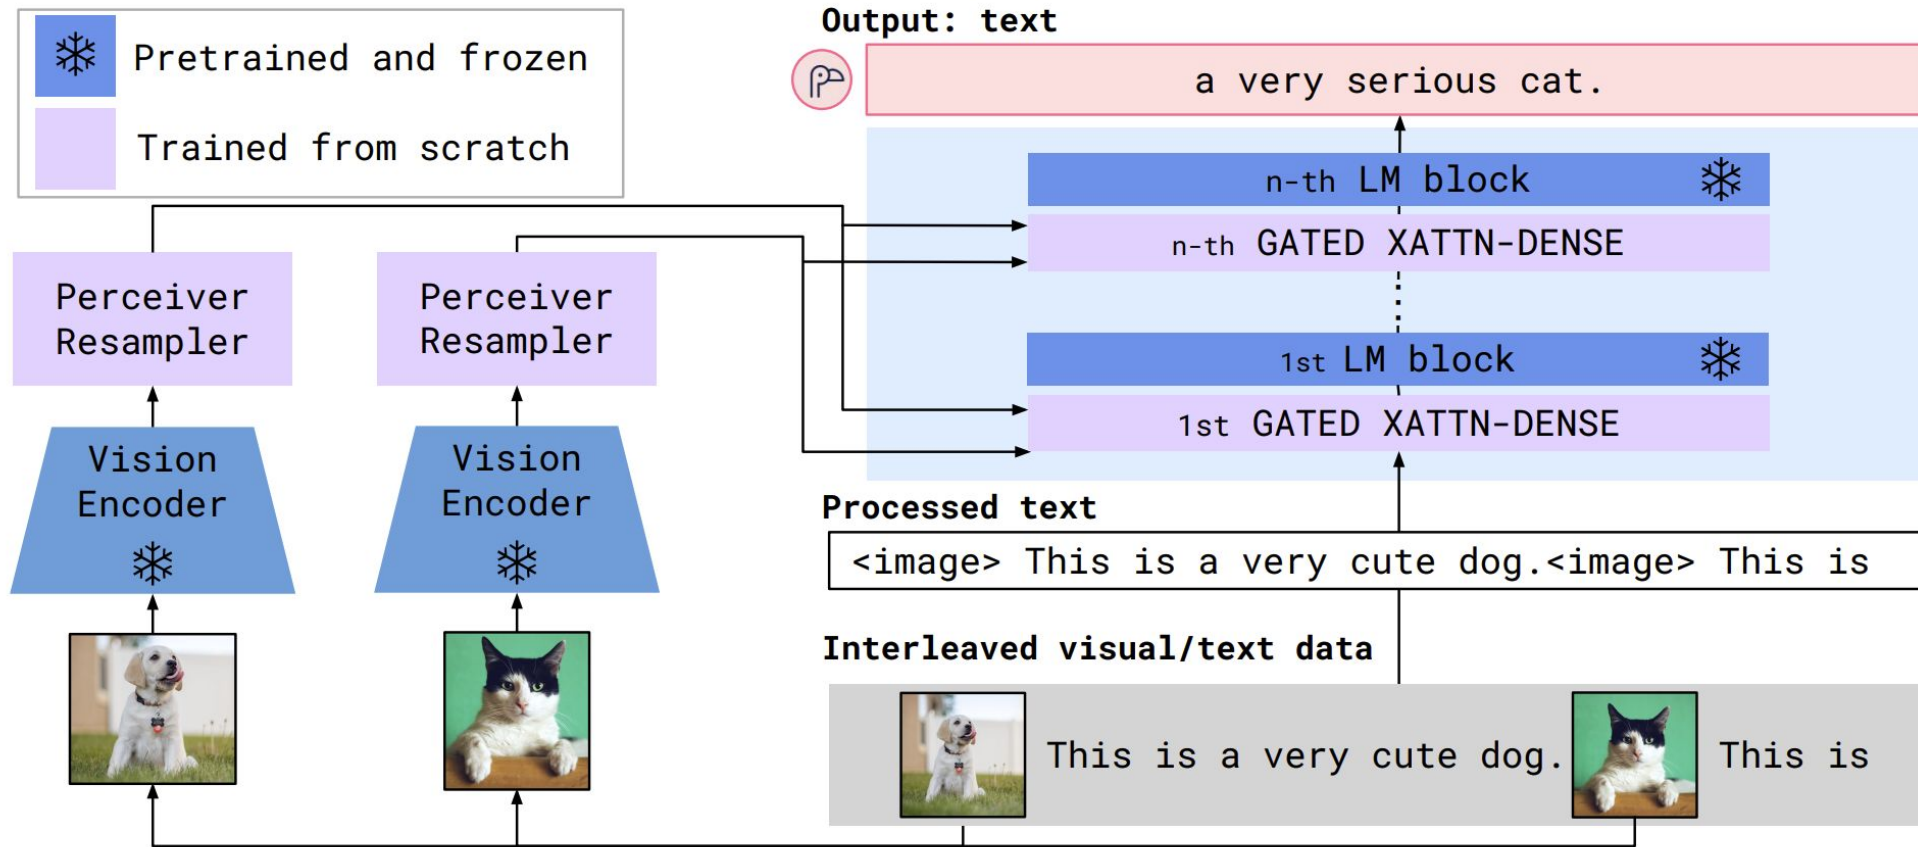 Pretrained and frozen
Trained from scratch
Output: text
a very serious cat.
n-th LM block
n-th GATED XATTN-DENSE
1st LM block
1st GATED XATTN-DENSE
Perceiver
Resampler
Perceiver
Resampler
Vision
Encoder
Vision
Encoder
Processed text
<image> This is a very cute dog.<image> This is
Interleaved visual/text data
This is a very cute dog.
This is